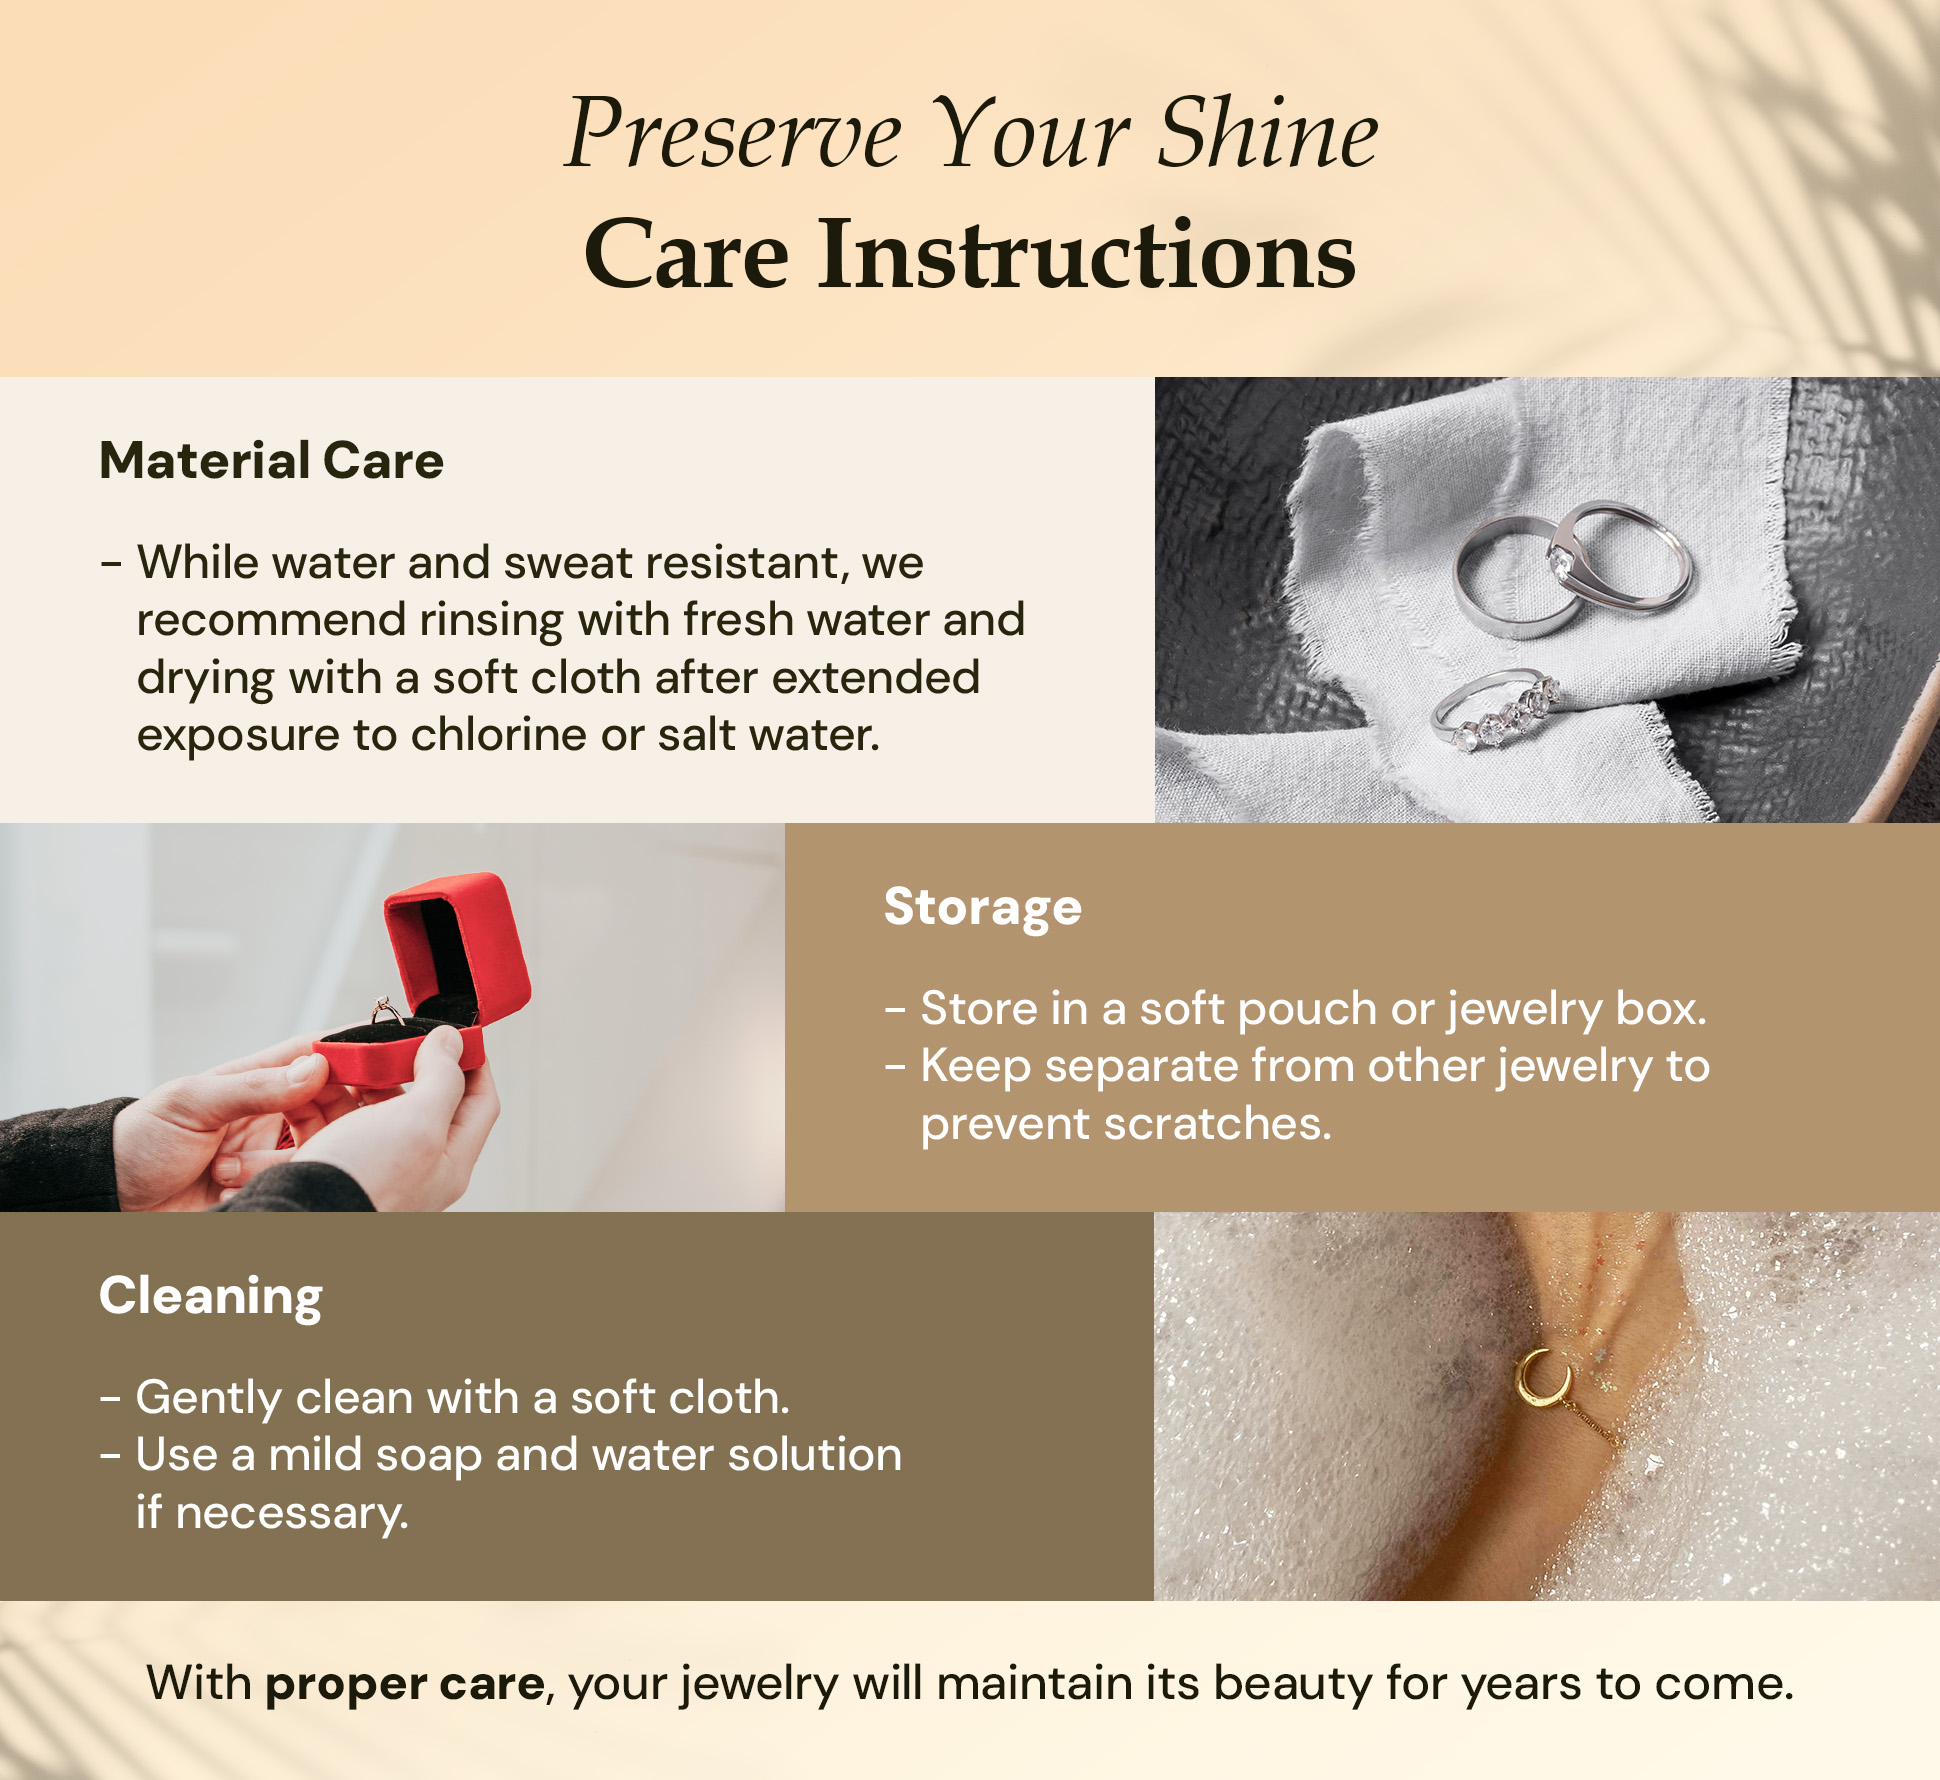 Preserve Your Shine
Care Instructions
Material Care
– While water and sweat resistant, we
recommend rinsing with fresh water and
drying with a soft cloth after extended
exposure to chlorine or salt water.
Storage
– Store in a soft pouch or jewelry box.
– Keep separate from other jewelry to
prevent scratches.
Cleaning
– Gently clean with a soft cloth.
– Use a mild soap and water solution
if necessary.
With proper care, your jewelry will maintain its beauty for years to come.